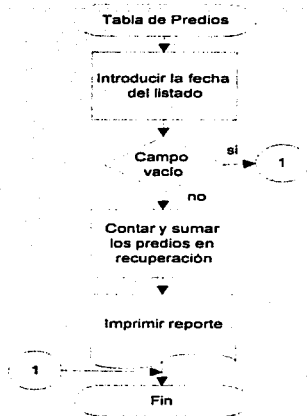 Tabla de Predios
Introducir la fecha
del listado
Campo
vacío
si
1
no
Contar y sumar
los predios en
recuperación
Imprimir reporte
1
Fin